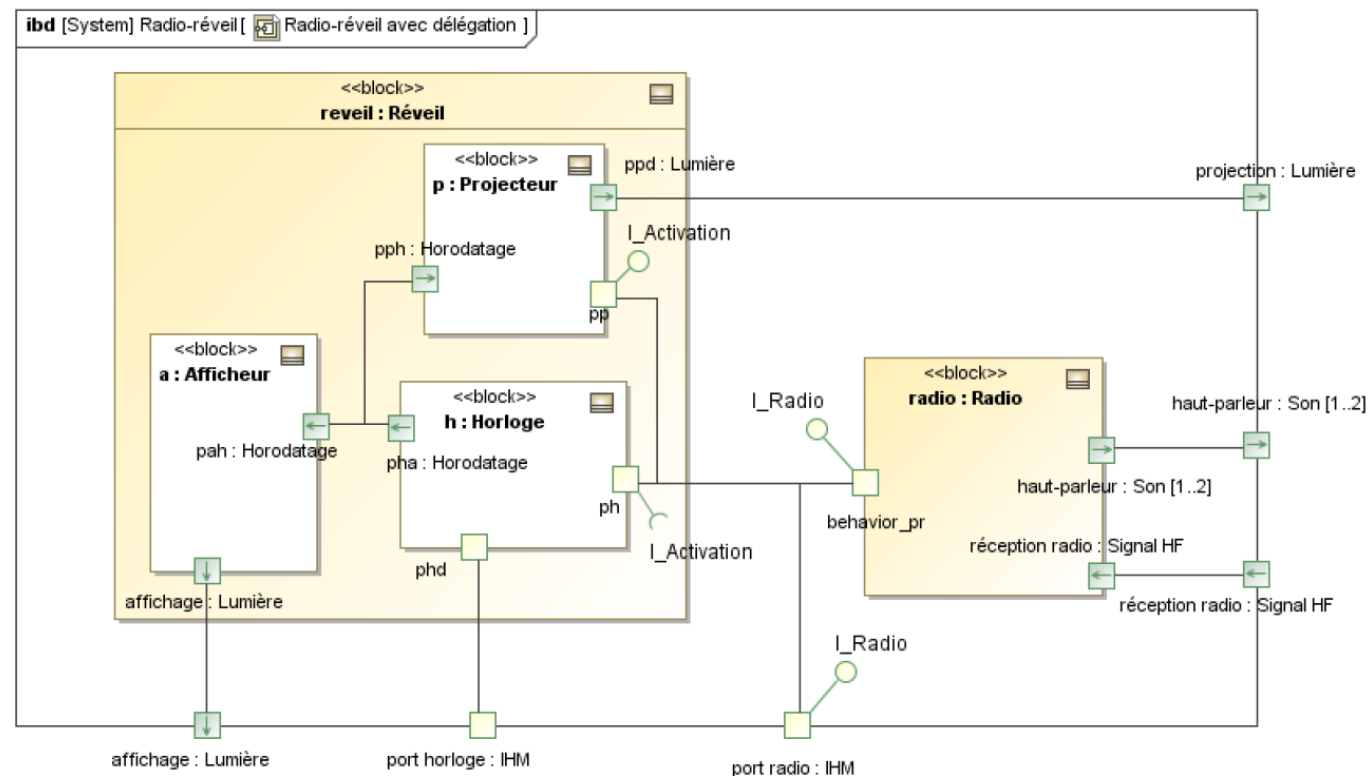 ibd [System] Radio-réveil[ Radio-réveil avec délégation ]
<<block>>
reveil : Réveil
<<block>>
p : Projecteur
ppd : Lumière
projection : Lumière
I_Activation
pph : Horodatage
pp
<<block>>
a : Afficheur
<<block>>
h : Horloge
pah : Horodatage
pha : Horodatage
ph
I_Activation
phd
affichage : Lumière
I_Radio
<<block>>
radio : Radio
behavior_pr
haut-parleur : Son [1..2]
haut-parleur : Son [1..2]
réception radio : Signal HF
réception radio : Signal HF
I_Radio
affichage : Lumière
port horloge : IHM
port radio : IHM